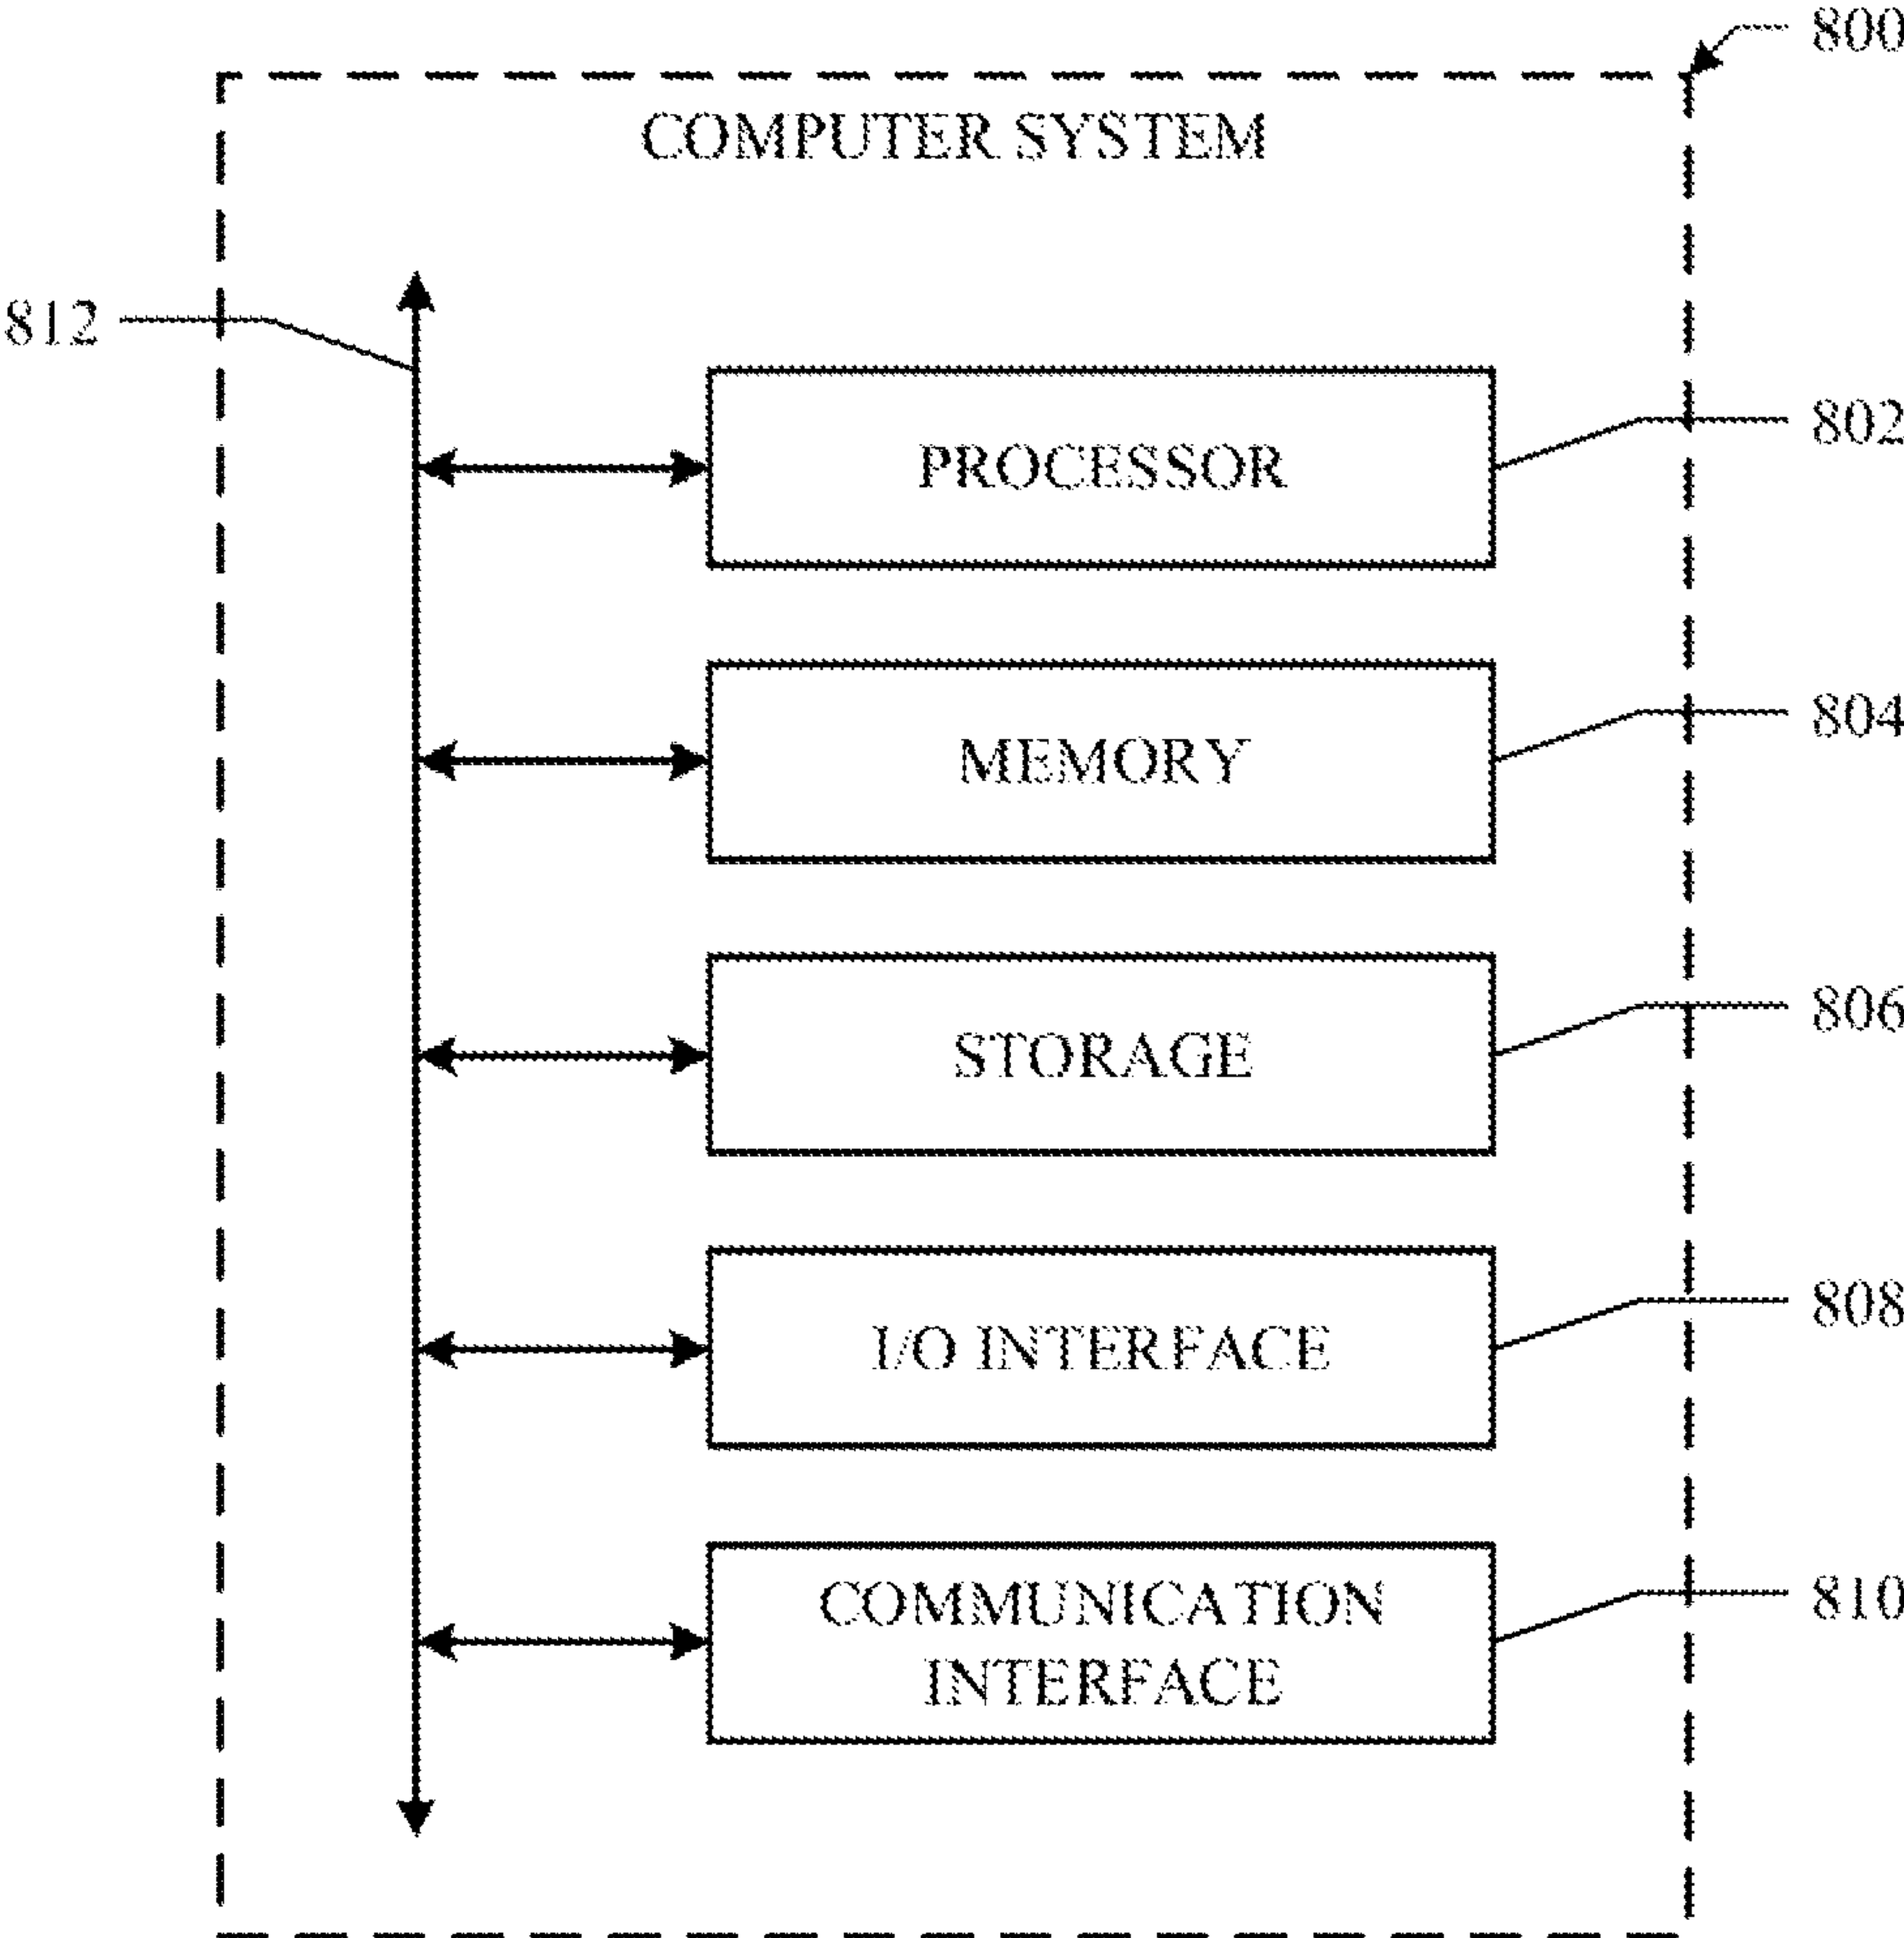 800
COMPUTER SYSTEM
812
PROCESSOR
802
MEMORY
804
STORAGE
806
I/O INTERFACE
808
COMMUNICATION
INTERFACE
810